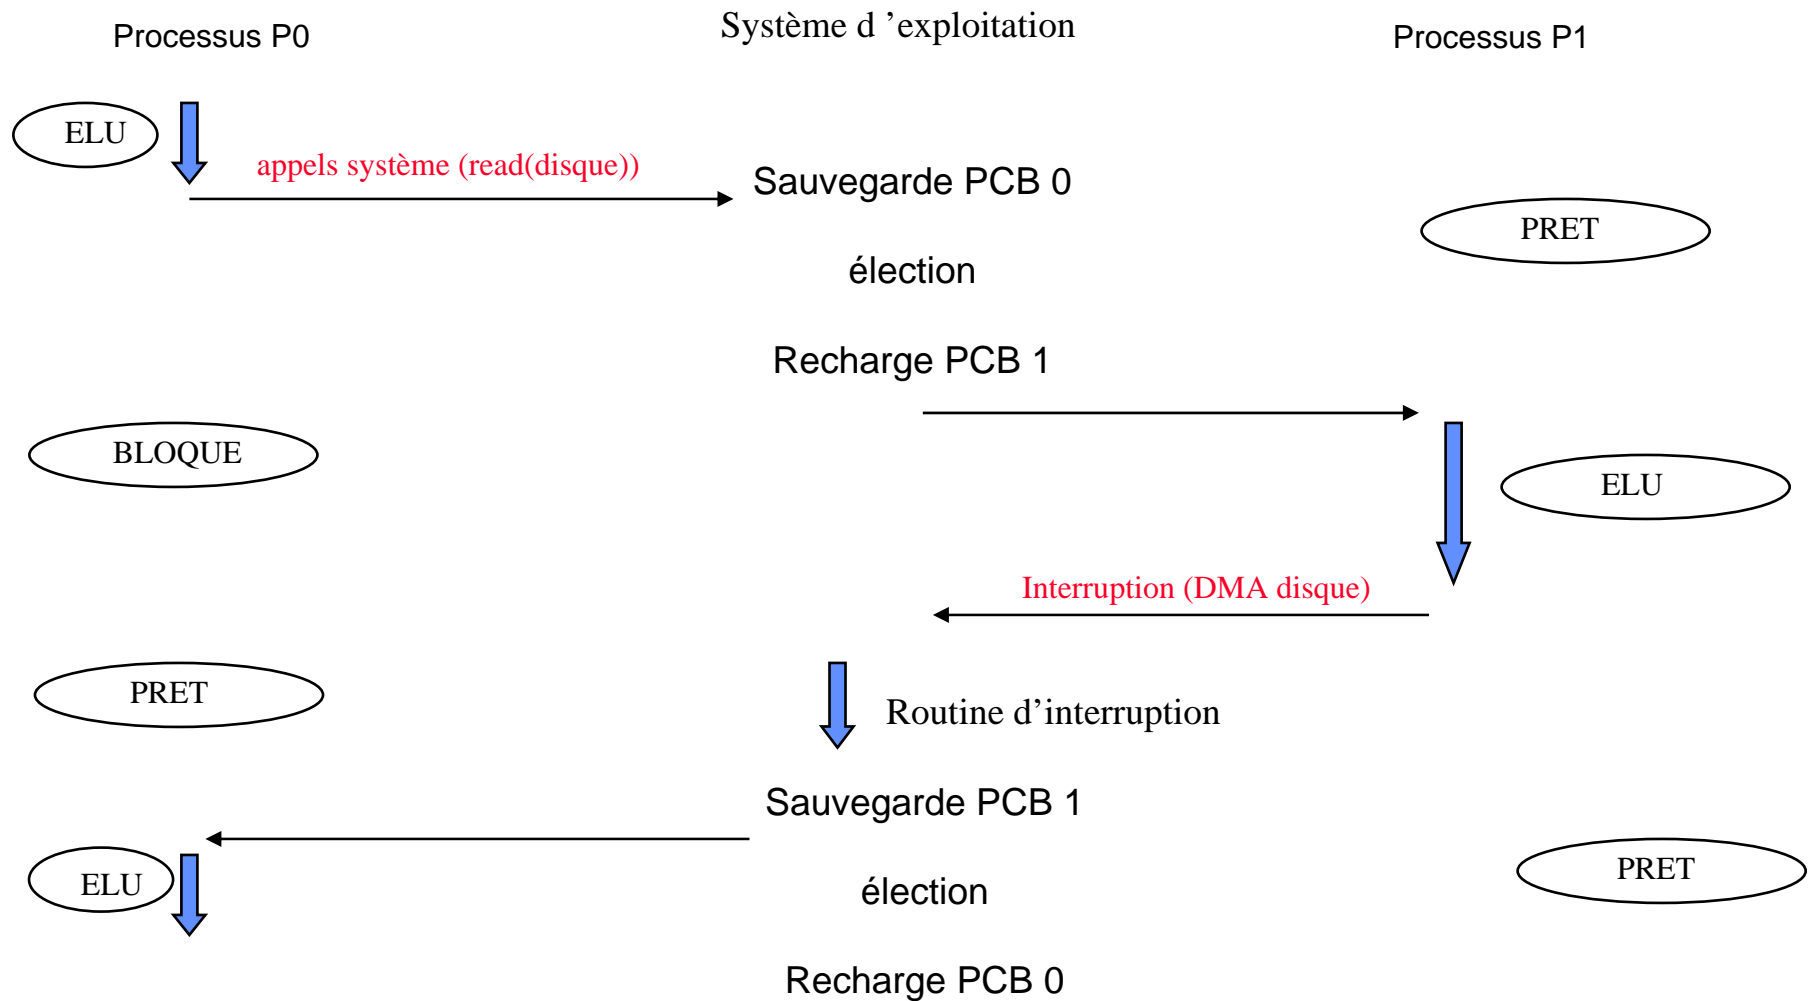 Processus P0
Système d ’exploitation
Processus P1
ELU
appels système (read(disque))
Sauvegarde PCB 0
PRET
élection
Recharge PCB 1
BLOQUE
ELU
Interruption (DMA disque)
PRET
Routine d’interruption
Sauvegarde PCB 1
ELU
élection
PRET
Recharge PCB 0